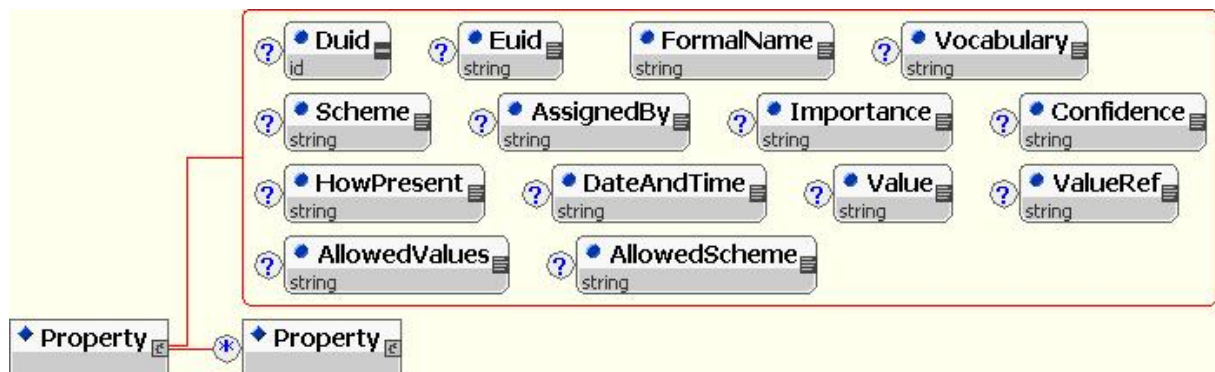 ? Duid ? Euid FormalName ? Vocabulary
id string string string
? Scheme ? AssignedBy ? Importance ? Confidence
string string string string
? HowPresent ? DateAndTime ? Value ? ValueRef
string string string string
? AllowedValues ? AllowedScheme
string string
Property * Property